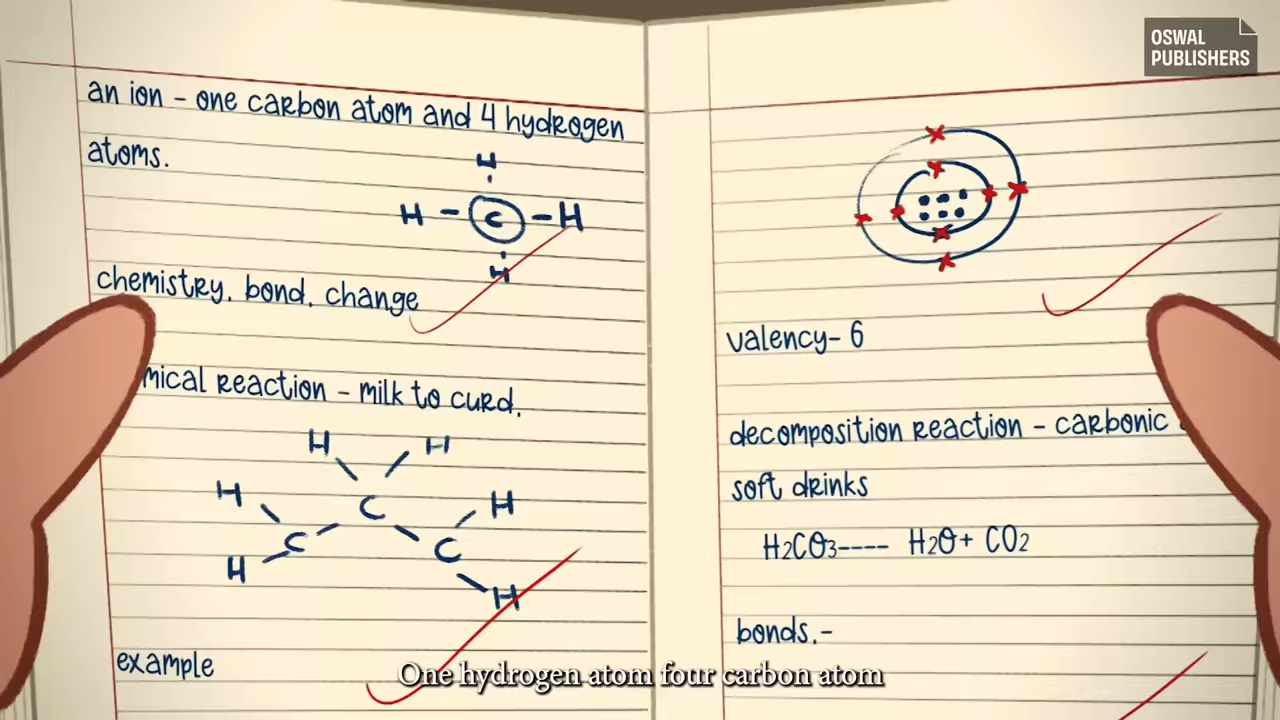 OSWAL
PUBLISHERS
an ion - one carbon atom and 4 hydrogen
atoms.
H
H - C - H
H
chemistry, bond, change
mical reaction - milk to curd.
H H
H C H
H C C
H
example
valency- 6
decomposition reaction - carbonic
soft drinks
H2CO3---- H2O+ CO2
bonds.-
One hydrogen atom four carbon atom